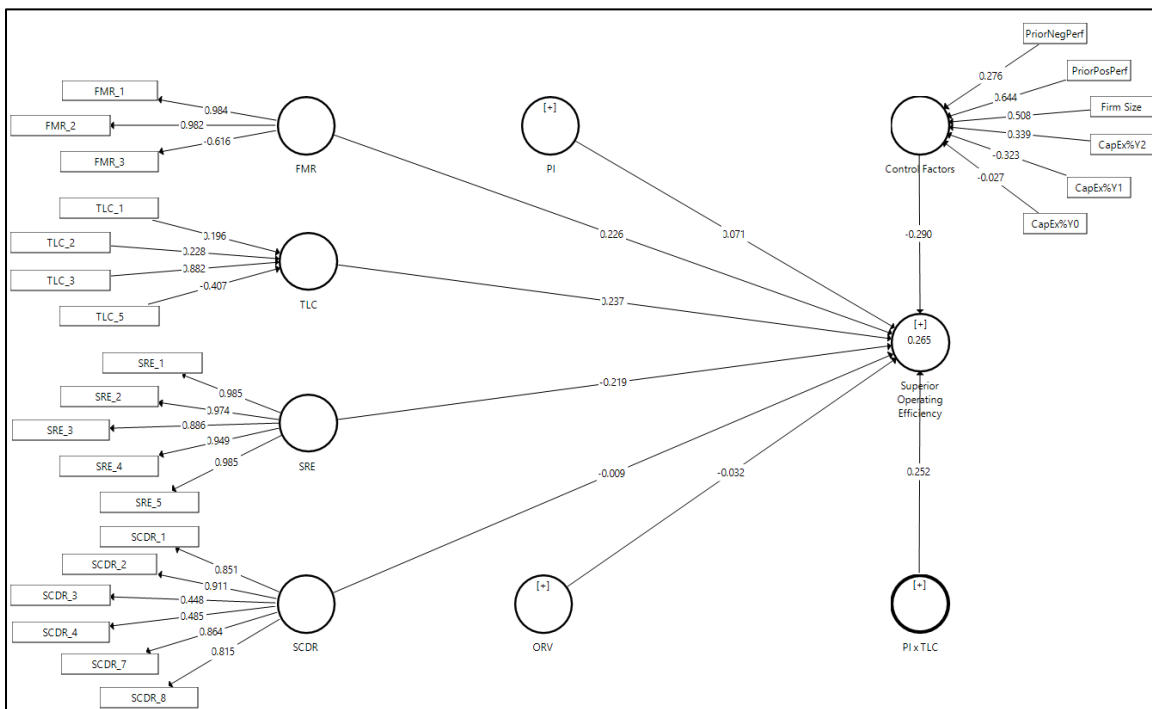 PriorNegPerf
0.276
PriorPosPerf
0.644
Firm Size
0.508
CapEx%Y2
0.339
CapEx%Y1
-0.323
CapEx%Y0
-0.027
Control Factors
FMR_1
0.984
FMR_2
0.982
FMR_3
-0.616
FMR
[+]
PI
TLC_1
0.196
TLC_2
0.228
TLC_3
0.882
TLC_5
-0.407
TLC
0.226
0.071
-0.290
0.237
[+]
0.265
Superior
Operating
Efficiency
SRE_1
0.985
SRE_2
0.974
SRE_3
0.886
SRE_4
0.949
SRE_5
0.985
SRE
-0.219
-0.009
-0.032
0.252
SCDR_1
0.851
SCDR_2
0.911
SCDR_3
0.448
SCDR_4
0.485
SCDR_7
0.864
SCDR_8
0.815
SCDR
[+]
ORV
[+]
PI x TLC